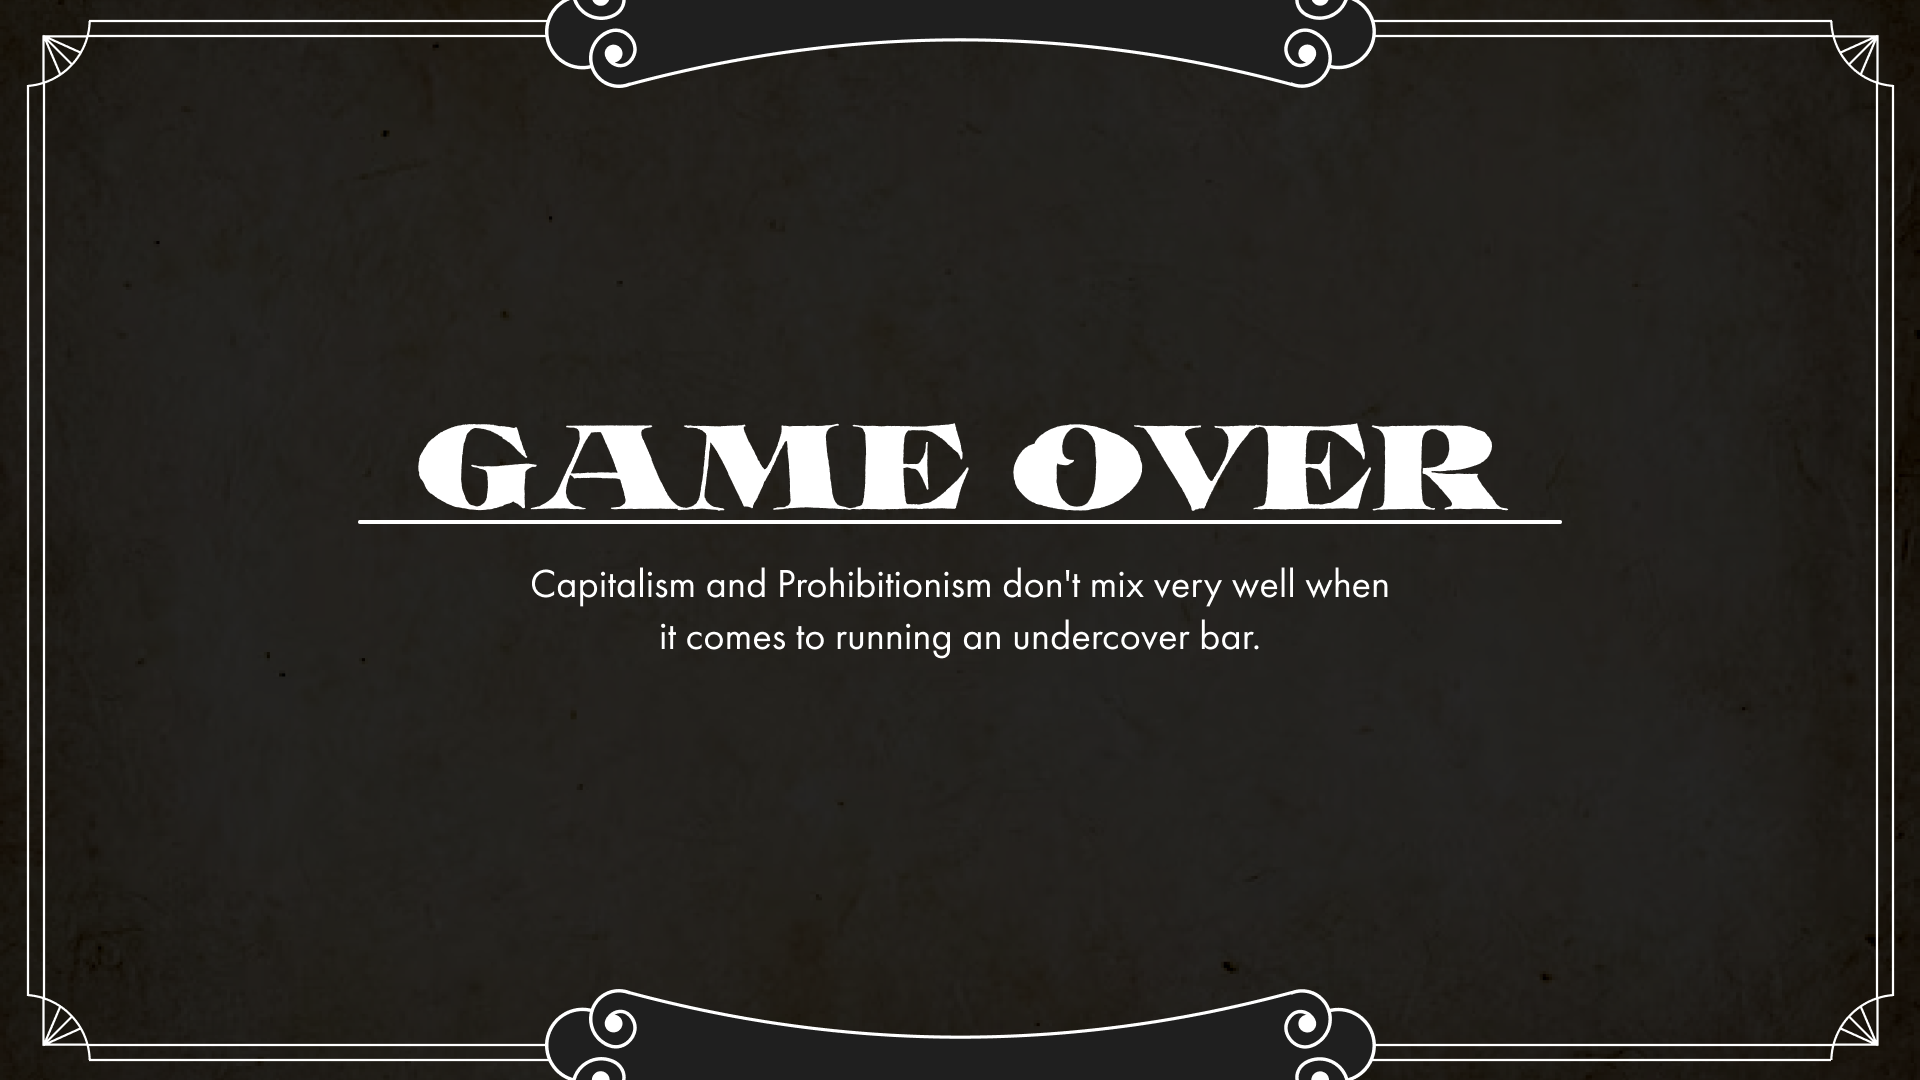 GAME OVER
Capitalism and Prohibitionism don't mix very well when
it comes to running an undercover bar.